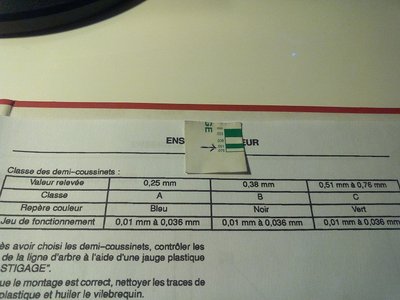 ENS EUR
Classe des demi-coussinets :
Valeur relevée 0,25 mm 0,38 mm 0,51 mm à 0,76 mm
Classe A B C
Repère couleur Bleu Noir Vert
Jeu de fonctionnement 0,01 mm à 0,036 mm 0,01 mm à 0,036 mm 0,01 mm à 0,036 mm
ès avoir choisi les demi-coussinets, contrôler les
de la ligne d'arbre à l'aide d'une jauge plastique
STIGAGE".
ue le montage est correct, nettoyer les traces de
plastique et huiler le vilebrequin.